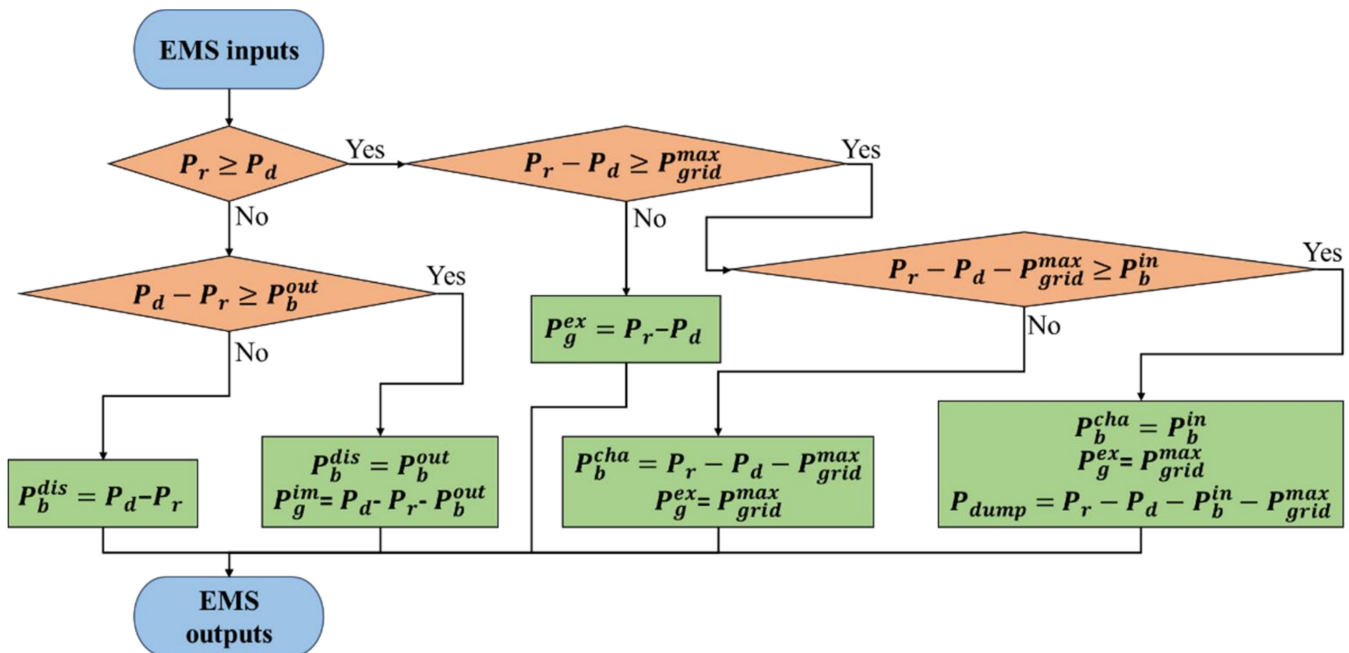 EMS inputs
P_r ≥ P_d
Yes
No
P_r − P_d ≥ P_grid^max
Yes
No
P_d − P_r ≥ P_b^out
Yes
No
P_r − P_d − P_grid^max ≥ P_b^in
Yes
No
P_g^ex = P_r−P_d
P_b^dis = P_d−P_r
P_b^dis = P_b^out
P_g^im= P_d- P_r- P_b^out
P_b^cha = P_r − P_d − P_grid^max
P_g^ex= P_grid^max
P_b^cha = P_b^in
P_g^ex= P_grid^max
P_dump = P_r − P_d − P_b^in − P_grid^max
EMS
outputs